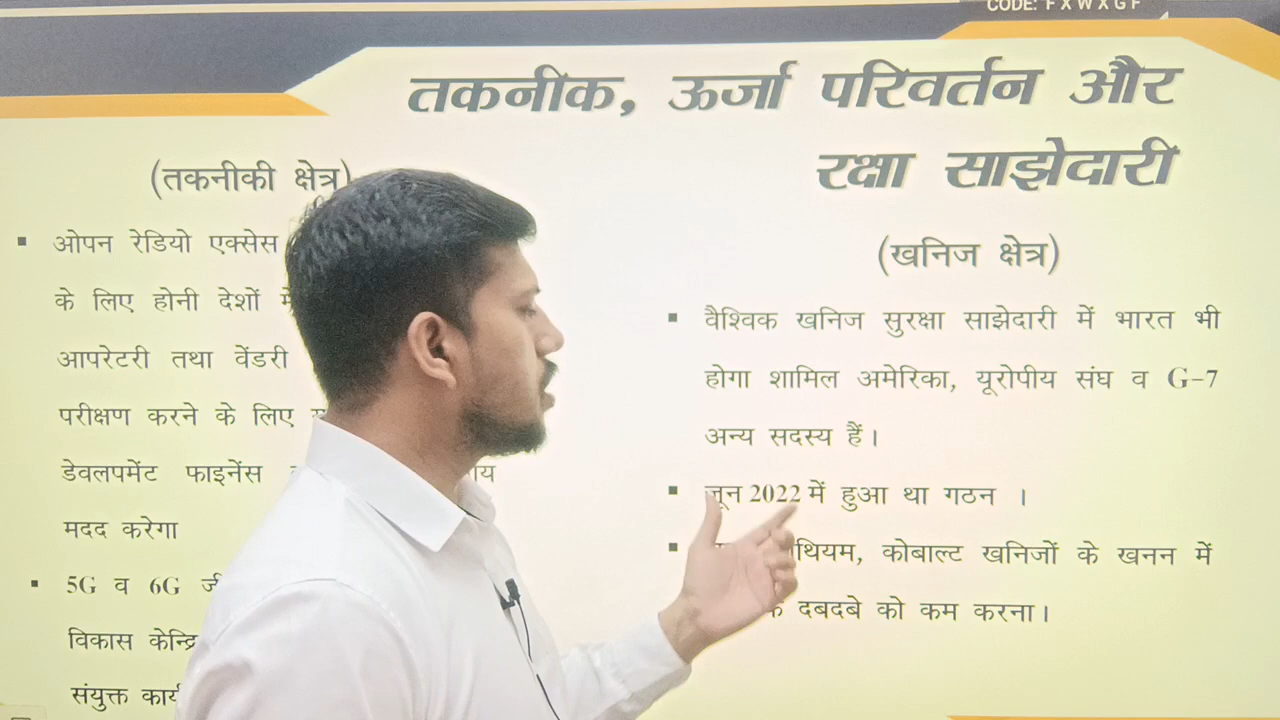 CODE: FXWXGF
तकनीक, ऊर्जा परिवर्तन और
रक्षा साझेदारी
(तकनीकी क्षेत्र)
▪ ओपन रेडियो एक्सेस
के लिए होनी देशों
आपरेटरी तथा वेंडरी
परीक्षण करने के लिए
डेवलपमेंट फाइनेंस
मदद करेगा
▪ 5G व 6G
विकास
संयुक्त
(खनिज क्षेत्र)
▪ वैश्विक खनिज सुरक्षा साझेदारी में भारत भी
होगा शामिल अमेरिका, यूरोपीय संघ व G-7
अन्य सदस्य हैं।
▪ जून 2022 में हुआ था गठन ।
▪ कोबाल्ट खनिजों के खनन में
दबदबे को कम करना।